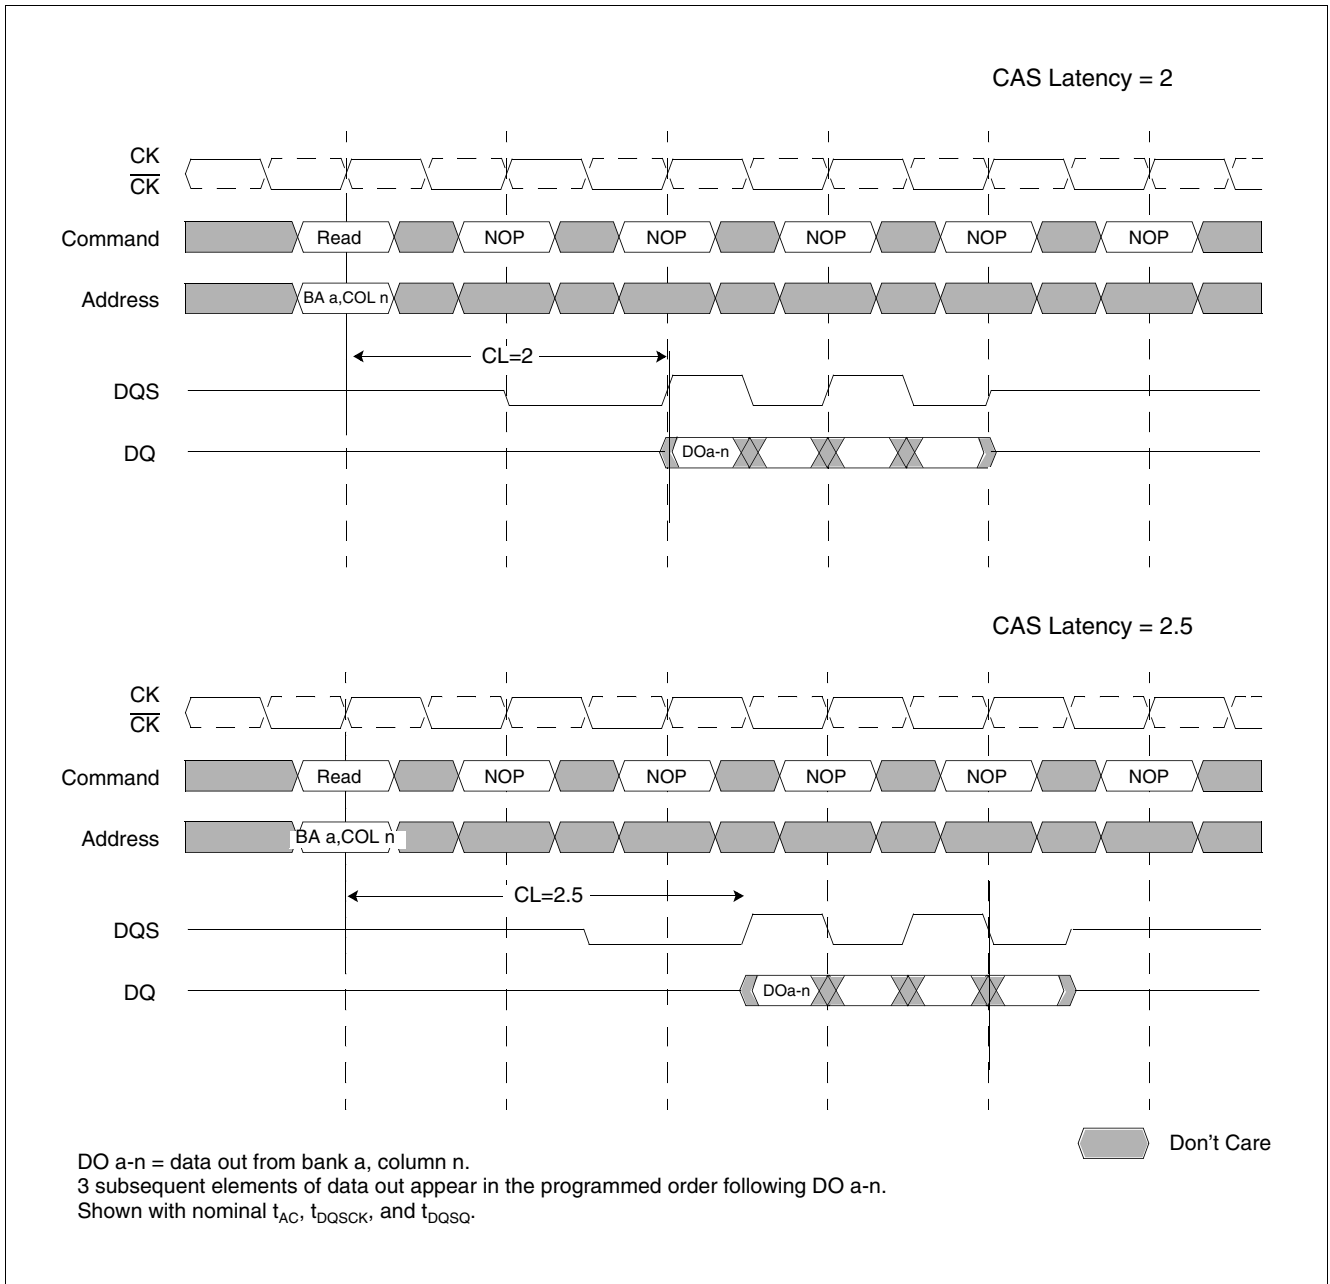 CAS Latency = 2
CK
CK
Command Read NOP NOP NOP NOP NOP
Address BA a,COL n
CL=2
DQS
DQ DOa-n
CAS Latency = 2.5
CK
CK
Command Read NOP NOP NOP NOP NOP
Address BA a,COL n
CL=2.5
DQS
DQ DOa-n
Don't Care
DO a-n = data out from bank a, column n.
3 subsequent elements of data out appear in the programmed order following DO a-n.
Shown with nominal tAC, tDQSCK, and tDQSQ.